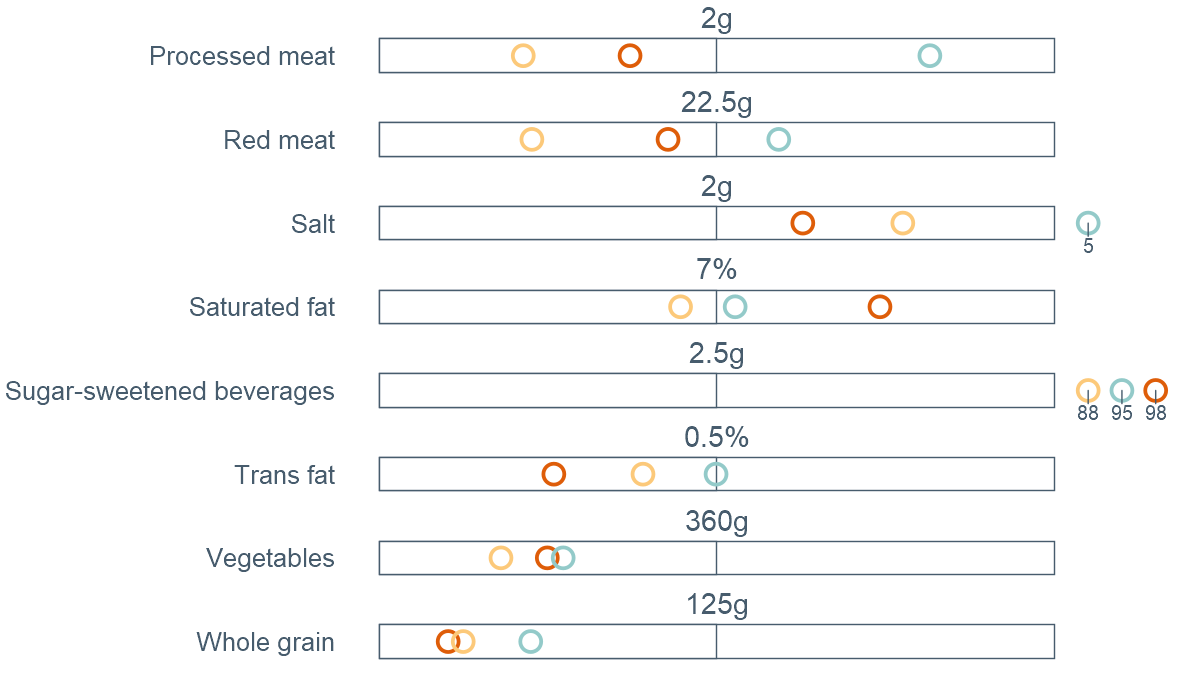 2g
Processed meat
22.5g
Red meat
2g
Salt
5
7%
Saturated fat
2.5g
Sugar-sweetened beverages
88 95 98
0.5%
Trans fat
360g
Vegetables
125g
Whole grain